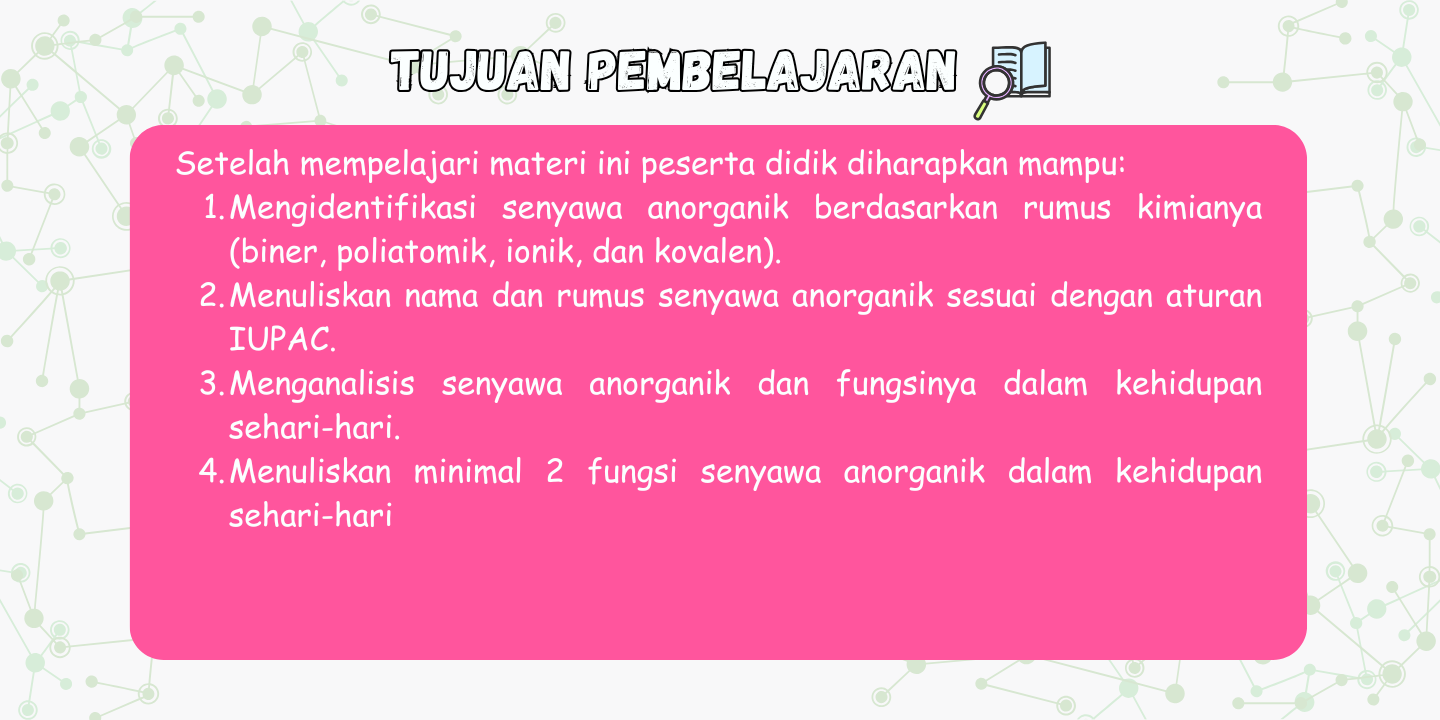 TUJUAN PEMBELAJARAN
Setelah mempelajari materi ini peserta didik diharapkan mampu:
1. Mengidentifikasi senyawa anorganik berdasarkan rumus kimianya
(biner, poliatomik, ionik, dan kovalen).
2. Menuliskan nama dan rumus senyawa anorganik sesuai dengan aturan
IUPAC.
3. Menganalisis senyawa anorganik dan fungsinya dalam kehidupan
sehari-hari.
4. Menuliskan minimal 2 fungsi senyawa anorganik dalam kehidupan
sehari-hari